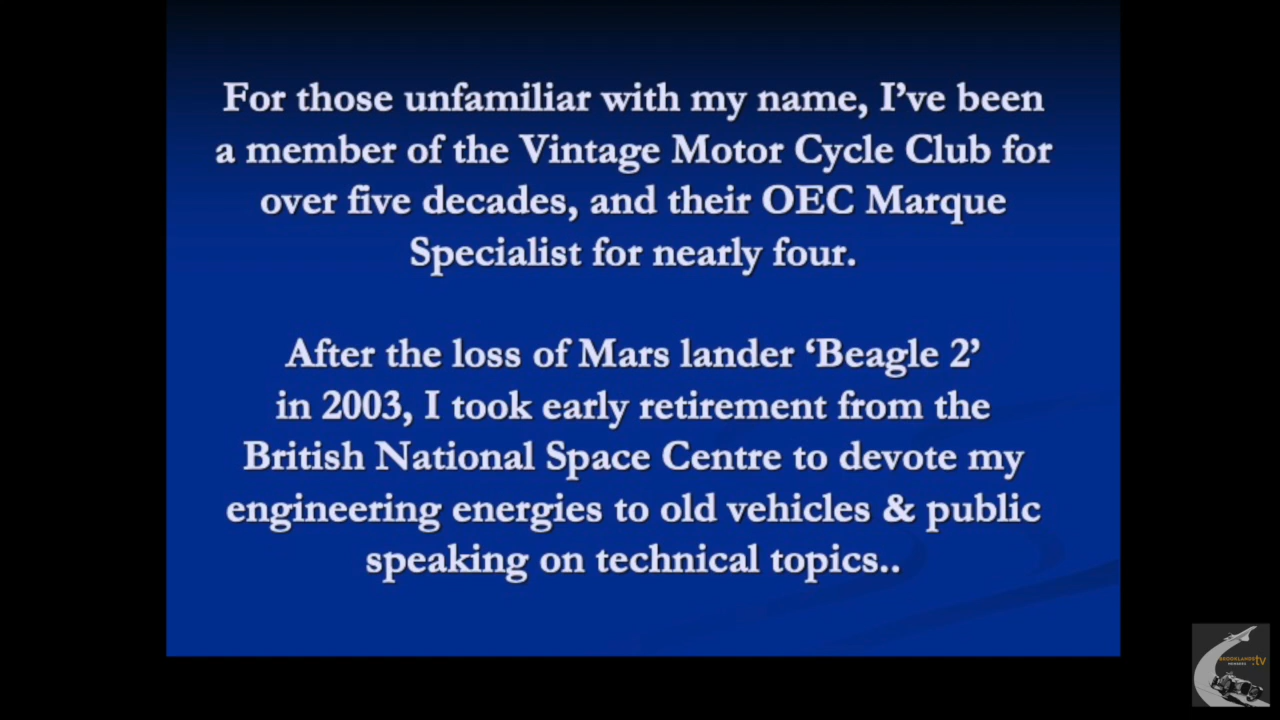 For those unfamiliar with my name, I’ve been
a member of the Vintage Motor Cycle Club for
over five decades, and their OEC Marque
Specialist for nearly four.
After the loss of Mars lander ‘Beagle 2’
in 2003, I took early retirement from the
British National Space Centre to devote my
engineering energies to old vehicles & public
speaking on technical topics..
BROOKLANDS
MEMBERS .tv